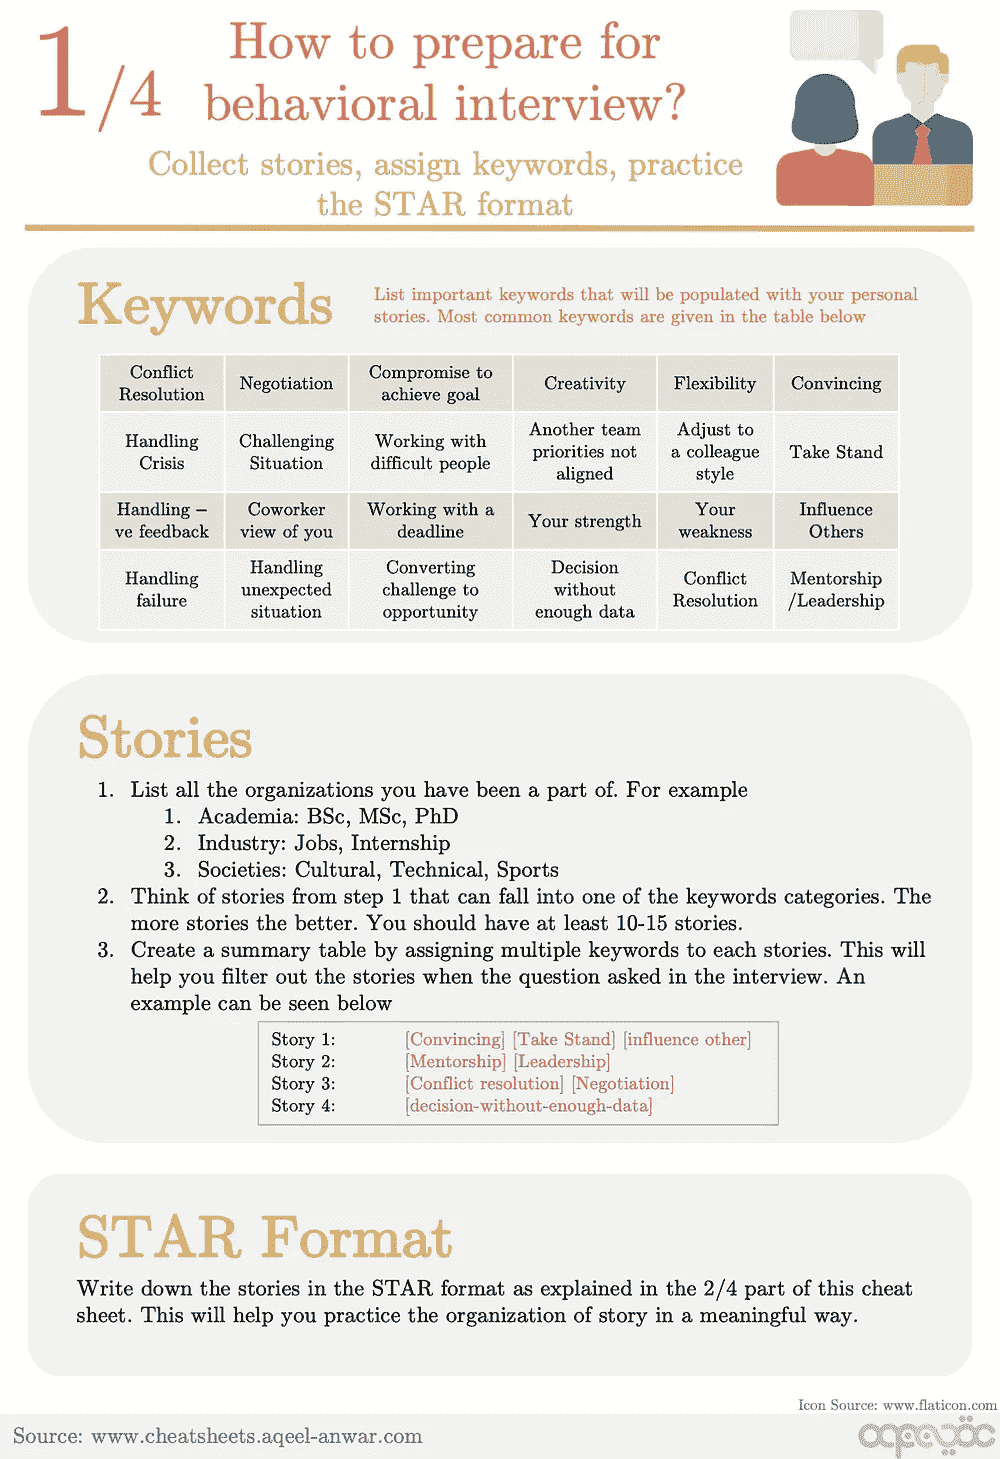 1/4
How to prepare for
behavioral interview?
Collect stories, assign keywords, practice
the STAR format
Keywords
List important keywords that will be populated with your personal
stories. Most common keywords are given in the table below
Conflict
Resolution
Negotiation
Compromise to
achieve goal
Creativity
Flexibility
Convincing
Handling
Crisis
Challenging
Situation
Working with
difficult people
Another team
priorities not
aligned
Adjust to
a colleague
style
Take Stand
Handling –
ve feedback
Coworker
view of you
Working with a
deadline
Your strength
Your
weakness
Influence
Others
Handling
failure
Handling
unexpected
situation
Converting
challenge to
opportunity
Decision
without
enough data
Conflict
Resolution
Mentorship
/Leadership
Stories
1. List all the organizations you have been a part of. For example
1. Academia: BSc, MSc, PhD
2. Industry: Jobs, Internship
3. Societies: Cultural, Technical, Sports
2. Think of stories from step 1 that can fall into one of the keywords categories. The
more stories the better. You should have at least 10-15 stories.
3. Create a summary table by assigning multiple keywords to each stories. This will
help you filter out the stories when the question asked in the interview. An
example can be seen below
Story 1: [Convincing] [Take Stand] [influence other]
Story 2: [Mentorship] [Leadership]
Story 3: [Conflict resolution] [Negotiation]
Story 4: [decision-without-enough-data]
STAR Format
Write down the stories in the STAR format as explained in the 2/4 part of this cheat
sheet. This will help you practice the organization of story in a meaningful way.
Icon Source: www.flaticon.com
Source: www.cheatsheets.aqeel-anwar.com